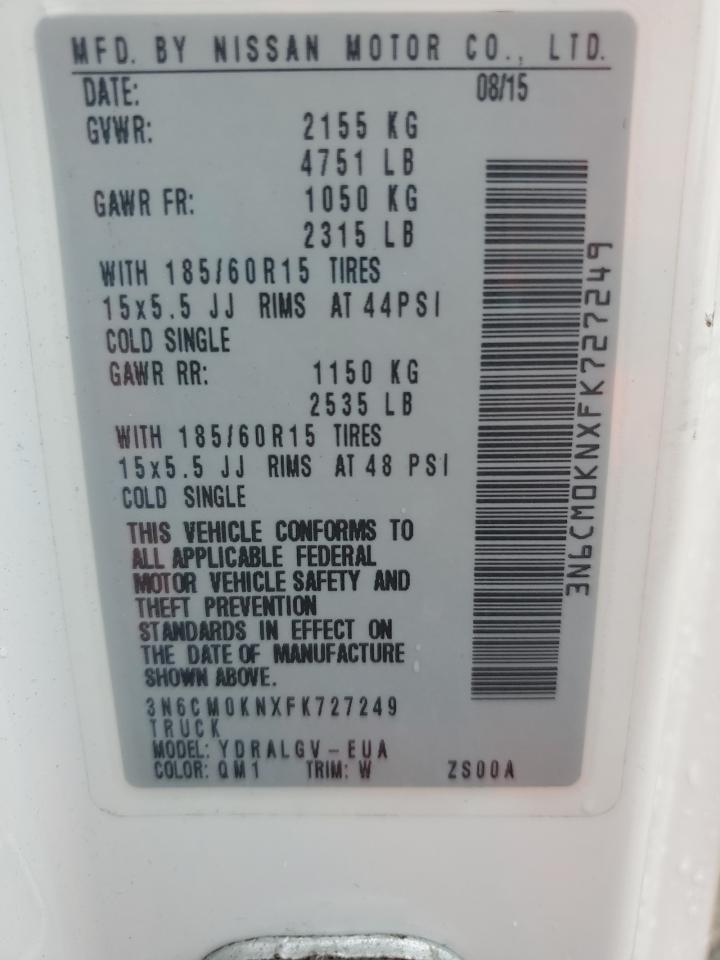 MFD. BY NISSAN MOTOR CO., LTD.
DATE: 08/15
GVWR: 2155 KG
4751 LB
GAWR FR: 1050 KG
2315 LB
WITH 185/60R15 TIRES
15x5.5 JJ RIMS AT 44PSI
COLD SINGLE
GAWR RR: 1150 KG
2535 LB
WITH 185/60R15 TIRES
15x5.5 JJ RIMS AT 48 PSI
COLD SINGLE
THIS VEHICLE CONFORMS TO
ALL APPLICABLE FEDERAL
MOTOR VEHICLE SAFETY AND
THEFT PREVENTION
STANDARDS IN EFFECT ON
THE DATE OF MANUFACTURE
SHOWN ABOVE.
3N6CM0KNXFK727249
TRUCK
MODEL: YDRALGV-EUA
COLOR: QM1 TRIM: W ZS00A
3N6CM0KNXFK727249